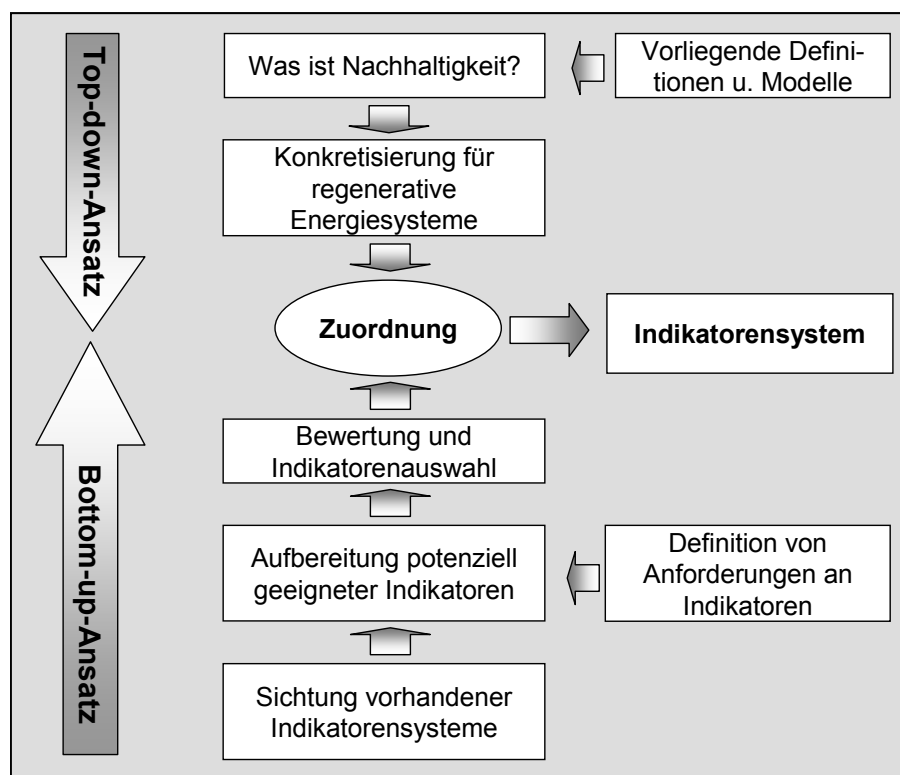 Top-down-Ansatz
Was ist Nachhaltigkeit?
Vorliegende Defini-
tionen u. Modelle
Konkretisierung für
regenerative
Energiesysteme
Zuordnung
Indikatorensystem
Bottom-up-Ansatz
Bewertung und
Indikatorenauswahl
Aufbereitung potenziell
geeigneter Indikatoren
Definition von
Anforderungen an
Indikatoren
Sichtung vorhandener
Indikatorensysteme